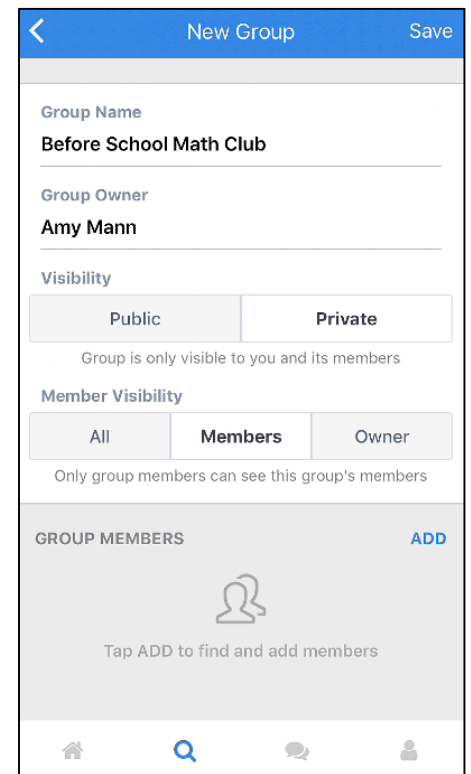 New Group Save
Group Name
Before School Math Club
Group Owner
Amy Mann
Visibility
Public Private
Group is only visible to you and its members
Member Visibility
All Members Owner
Only group members can see this group's members
GROUP MEMBERS ADD
Tap ADD to find and add members